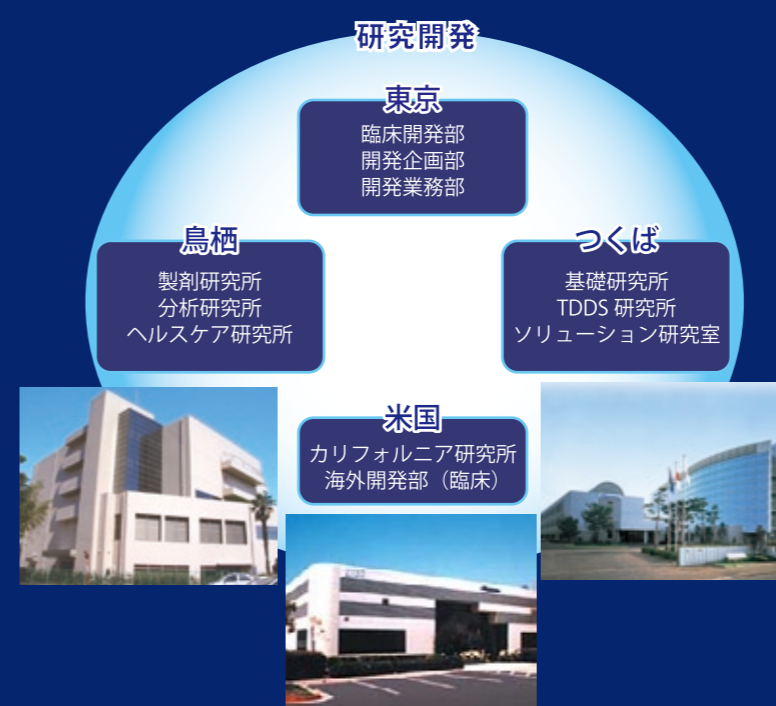 研究開発
東京
臨床開発部
開発企画部
開発業務部
鳥栖
製剤研究所
分析研究所
ヘルスケア研究所
つくば
基礎研究所
TDDS 研究所
ソリューション研究室
米国
カリフォルニア研究所
海外開発部（臨床）